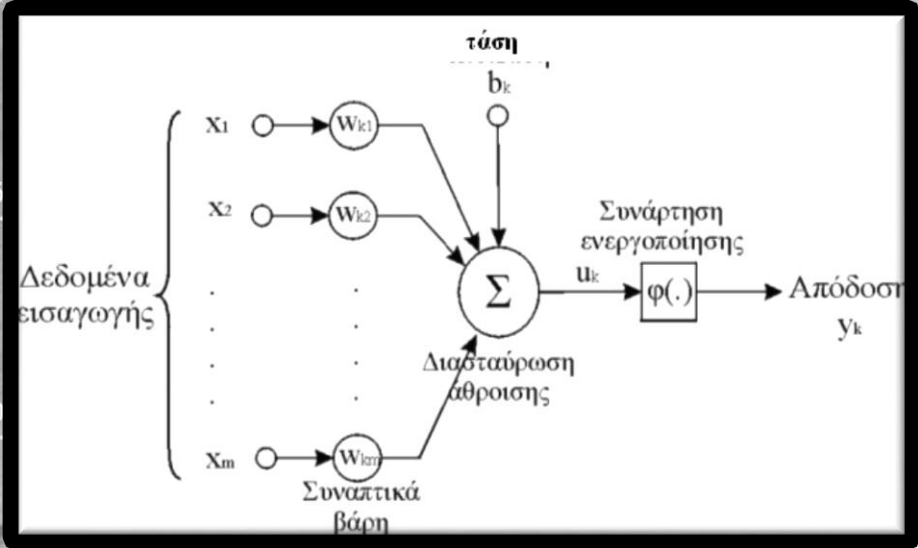 τάση
bk
x1 wk1
x2 wk2
Συνάρτηση
ενεργοποίησης
Δεδομένα
εισαγωγής
Σ
uk
φ(.)
Απόδοση
yk
Διασταύρωση
άθροισης
xm wkm
Συναπτικά
βάρη